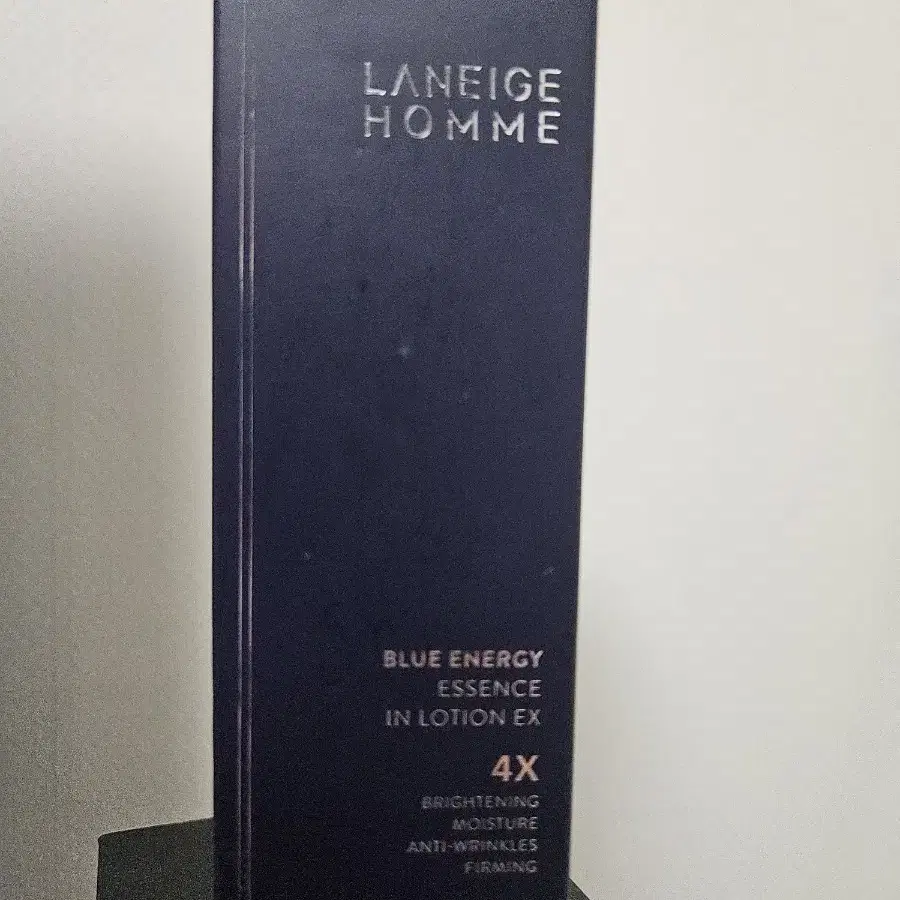 LANEIGE
HOMME
BLUE ENERGY
ESSENCE
IN LOTION EX
4X
BRIGHTENING
MOISTURE
ANTI-WRINKLES
FIRMING